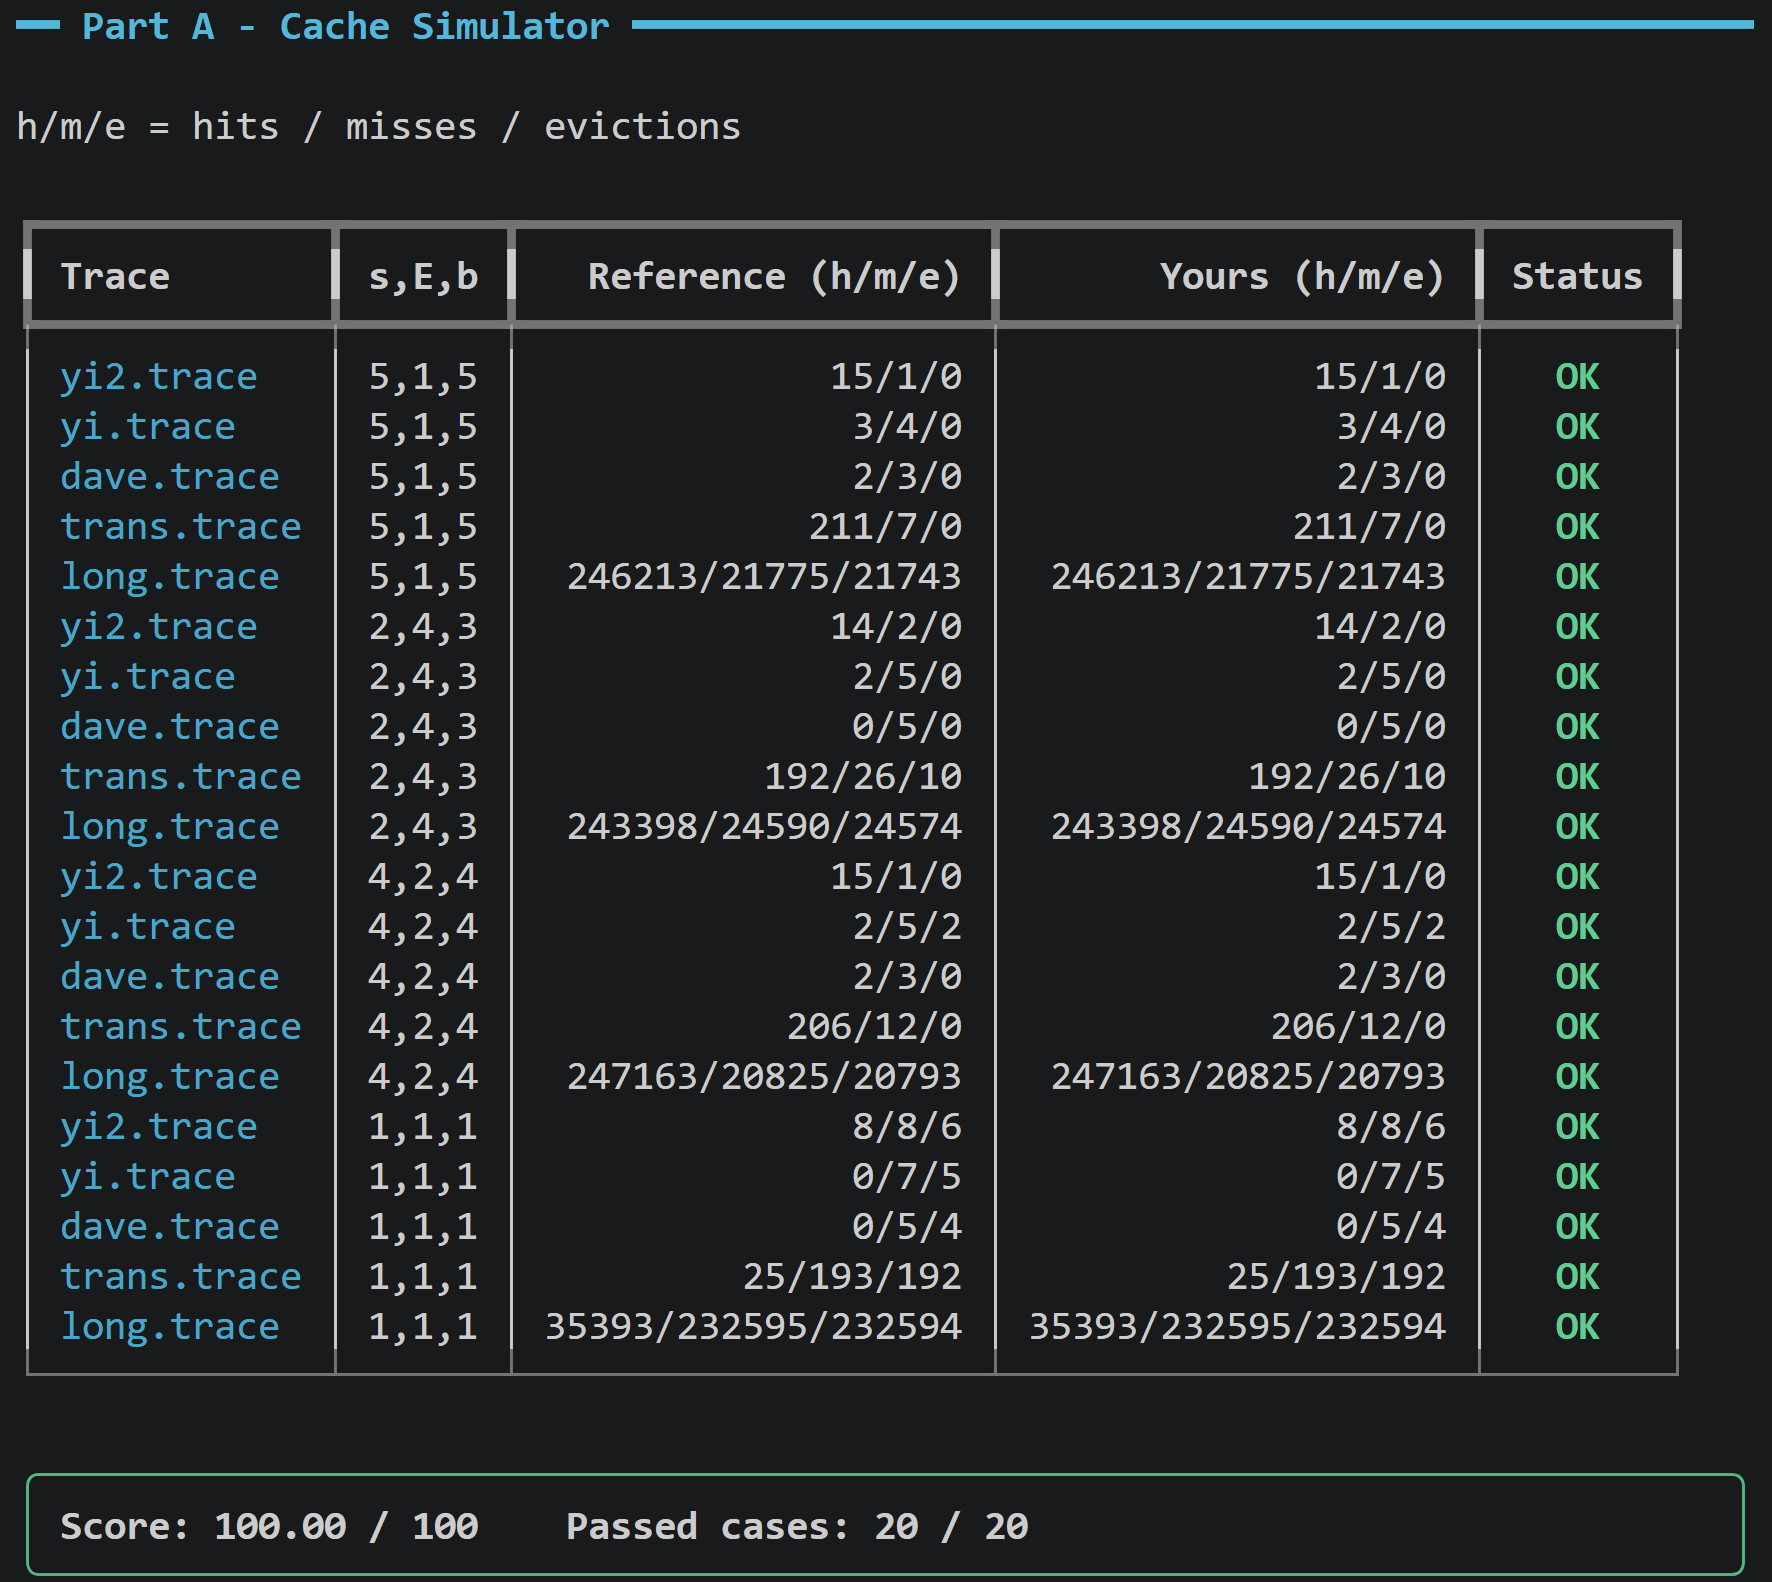 Part A - Cache Simulator
h/m/e = hits / misses / evictions
Trace s,E,b Reference (h/m/e) Yours (h/m/e) Status
yi2.trace 5,1,5 15/1/0 15/1/0 OK
yi.trace 5,1,5 3/4/0 3/4/0 OK
dave.trace 5,1,5 2/3/0 2/3/0 OK
trans.trace 5,1,5 211/7/0 211/7/0 OK
long.trace 5,1,5 246213/21775/21743 246213/21775/21743 OK
yi2.trace 2,4,3 14/2/0 14/2/0 OK
yi.trace 2,4,3 2/5/0 2/5/0 OK
dave.trace 2,4,3 0/5/0 0/5/0 OK
trans.trace 2,4,3 192/26/10 192/26/10 OK
long.trace 2,4,3 243398/24590/24574 243398/24590/24574 OK
yi2.trace 4,2,4 15/1/0 15/1/0 OK
yi.trace 4,2,4 2/5/2 2/5/2 OK
dave.trace 4,2,4 2/3/0 2/3/0 OK
trans.trace 4,2,4 206/12/0 206/12/0 OK
long.trace 4,2,4 247163/20825/20793 247163/20825/20793 OK
yi2.trace 1,1,1 8/8/6 8/8/6 OK
yi.trace 1,1,1 0/7/5 0/7/5 OK
dave.trace 1,1,1 0/5/4 0/5/4 OK
trans.trace 1,1,1 25/193/192 25/193/192 OK
long.trace 1,1,1 35393/232595/232594 35393/232595/232594 OK
Score: 100.00 / 100 Passed cases: 20 / 20